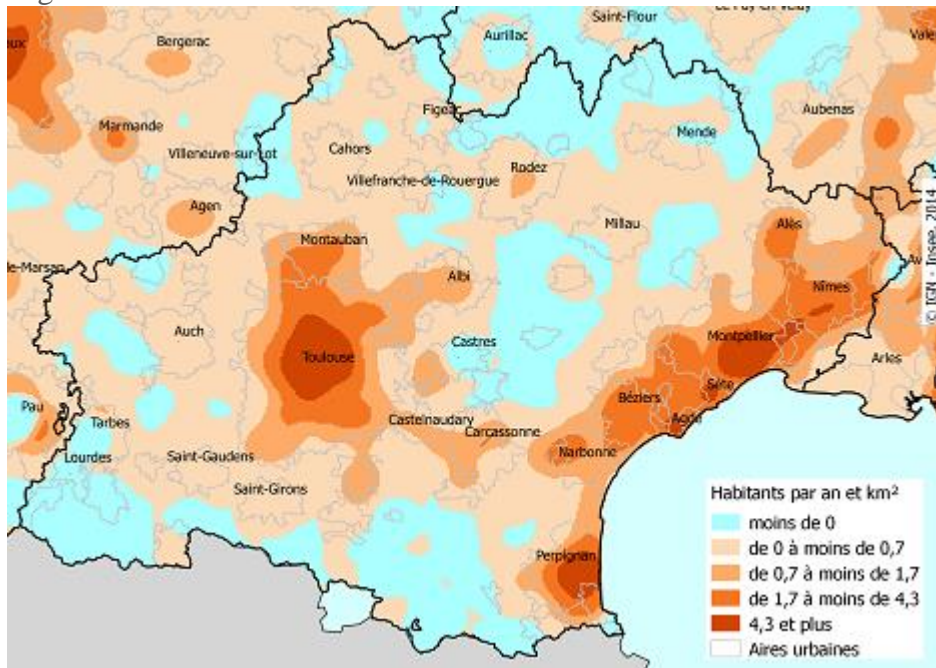 Saint-Flour
Aurillac
Bergerac
Aubenas
Marmande
Figeac
Mende
Villeneuve-sur-Lot
Cahors
Rodez
Villefranche-de-Rouergue
Agen
Millau
Alès
Montauban
Albi
Nîmes
Auch
Castres
Montpellier
Toulouse
Arles
Sète
Béziers
Pau
Agde
Tarbes
Castelnaudary
Carcassonne
Narbonne
Lourdes
Saint-Gaudens
Saint-Girons
Perpignan
© IGN - Insee, 2014
Habitants par an et km²
moins de 0
de 0 à moins de 0,7
de 0,7 à moins de 1,7
de 1,7 à moins de 4,3
4,3 et plus
Aires urbaines